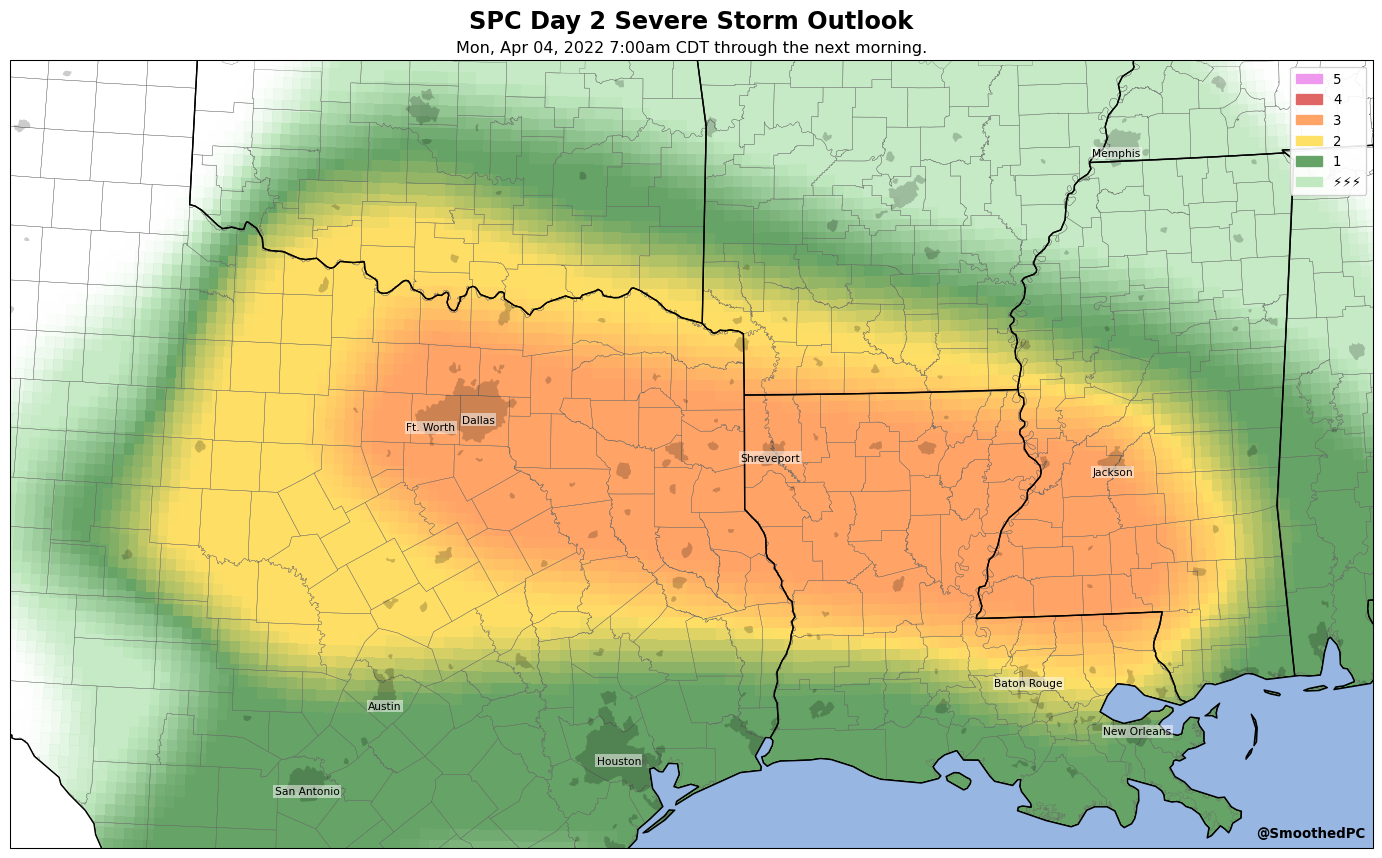 SPC Day 2 Severe Storm Outlook
Mon, Apr 04, 2022 7:00am CDT through the next morning.
5
4
3
2
1
⚡⚡⚡
Memphis
Dallas
Ft. Worth
Shreveport
Jackson
Baton Rouge
Austin
New Orleans
Houston
San Antonio
@SmoothedPC